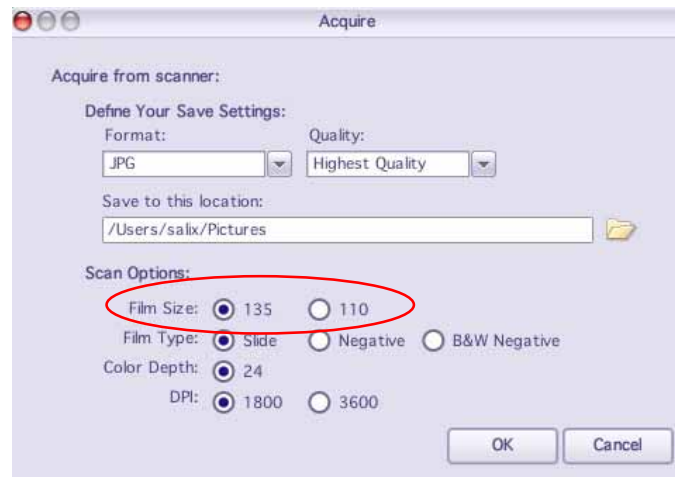 Acquire
Acquire from scanner:
Define Your Save Settings:
Format: Quality:
JPG Highest Quality
Save to this location:
/Users/salix/Pictures
Scan Options:
Film Size: 135 110
Film Type: Slide Negative B&W Negative
Color Depth: 24
DPI: 1800 3600
OK Cancel